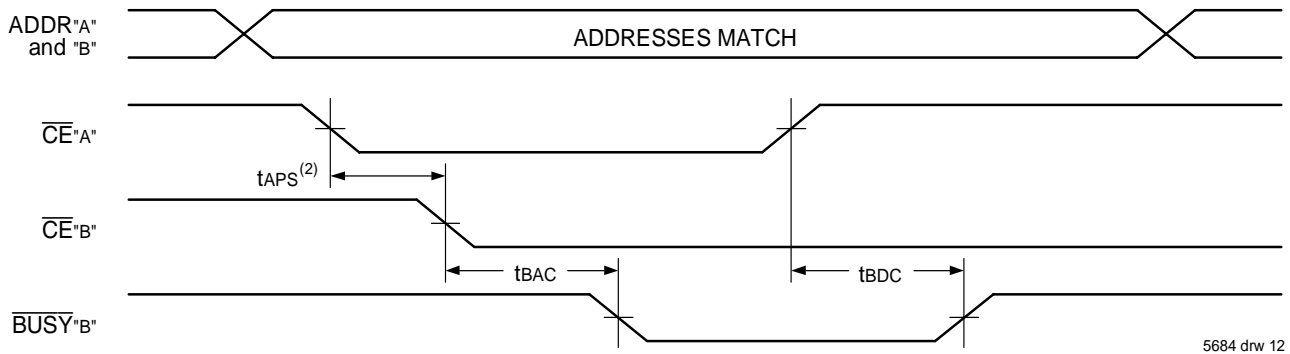 ADDR"A"
and "B"
ADDRESSES MATCH
CE"A"
tAPS(2)
CE"B"
tBAC
tBDC
BUSY"B"
5684 drw 12